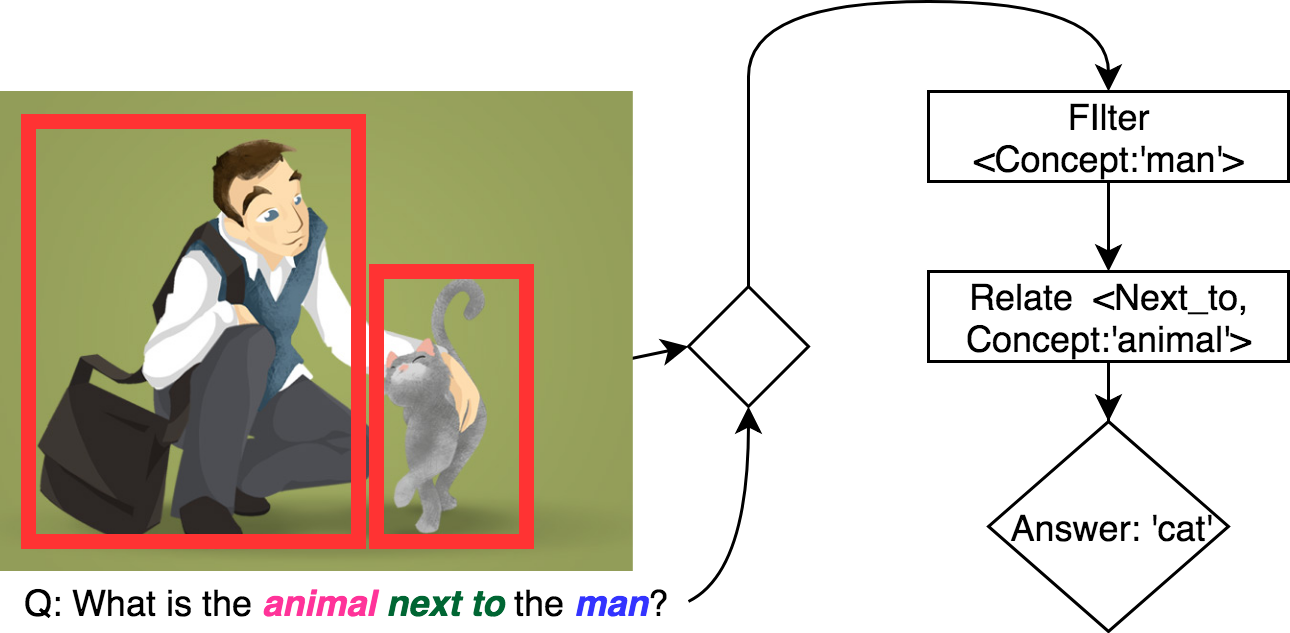 FIlter
<Concept:'man'>
Relate <Next_to,
Concept:'animal'>
Answer: 'cat'
Q: What is the animal next to the man?